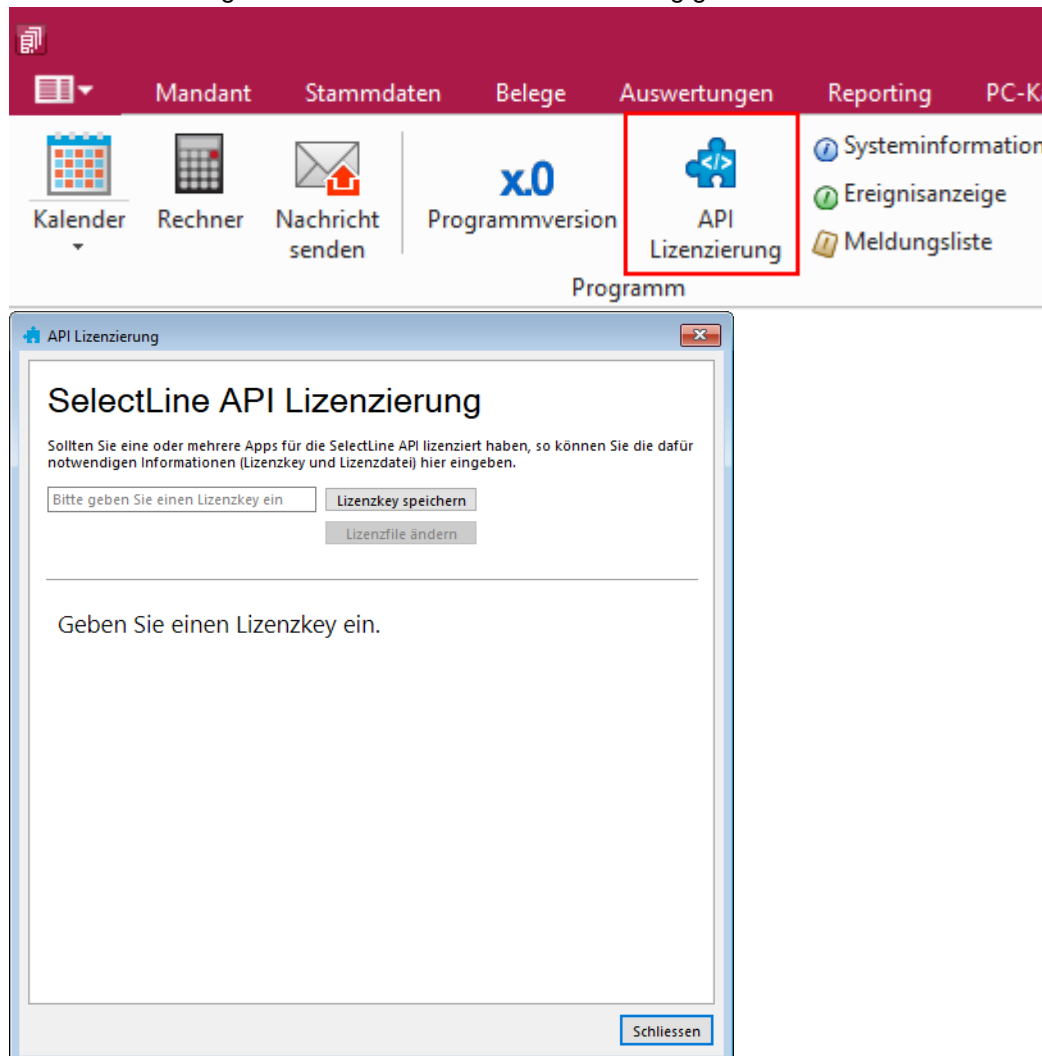 Mandant Stammdaten Belege Auswertungen Reporting
Kalender Rechner Nachricht senden
x.0
Programmversion
API Lizenzierung
Systeminformation
Ereignisanzeige
Meldungsliste
Programm
API Lizenzierung
SelectLine API Lizenzierung
Sollten Sie eine oder mehrere Apps für die SelectLine API lizenziert haben, so können Sie die dafür
notwendigen Informationen (Lizenzkey und Lizenzdatei) hier eingeben.
Bitte geben Sie einen Lizenzkey ein Lizenzkey speichern
Lizenzfile ändern
Geben Sie einen Lizenzkey ein.
Schliessen